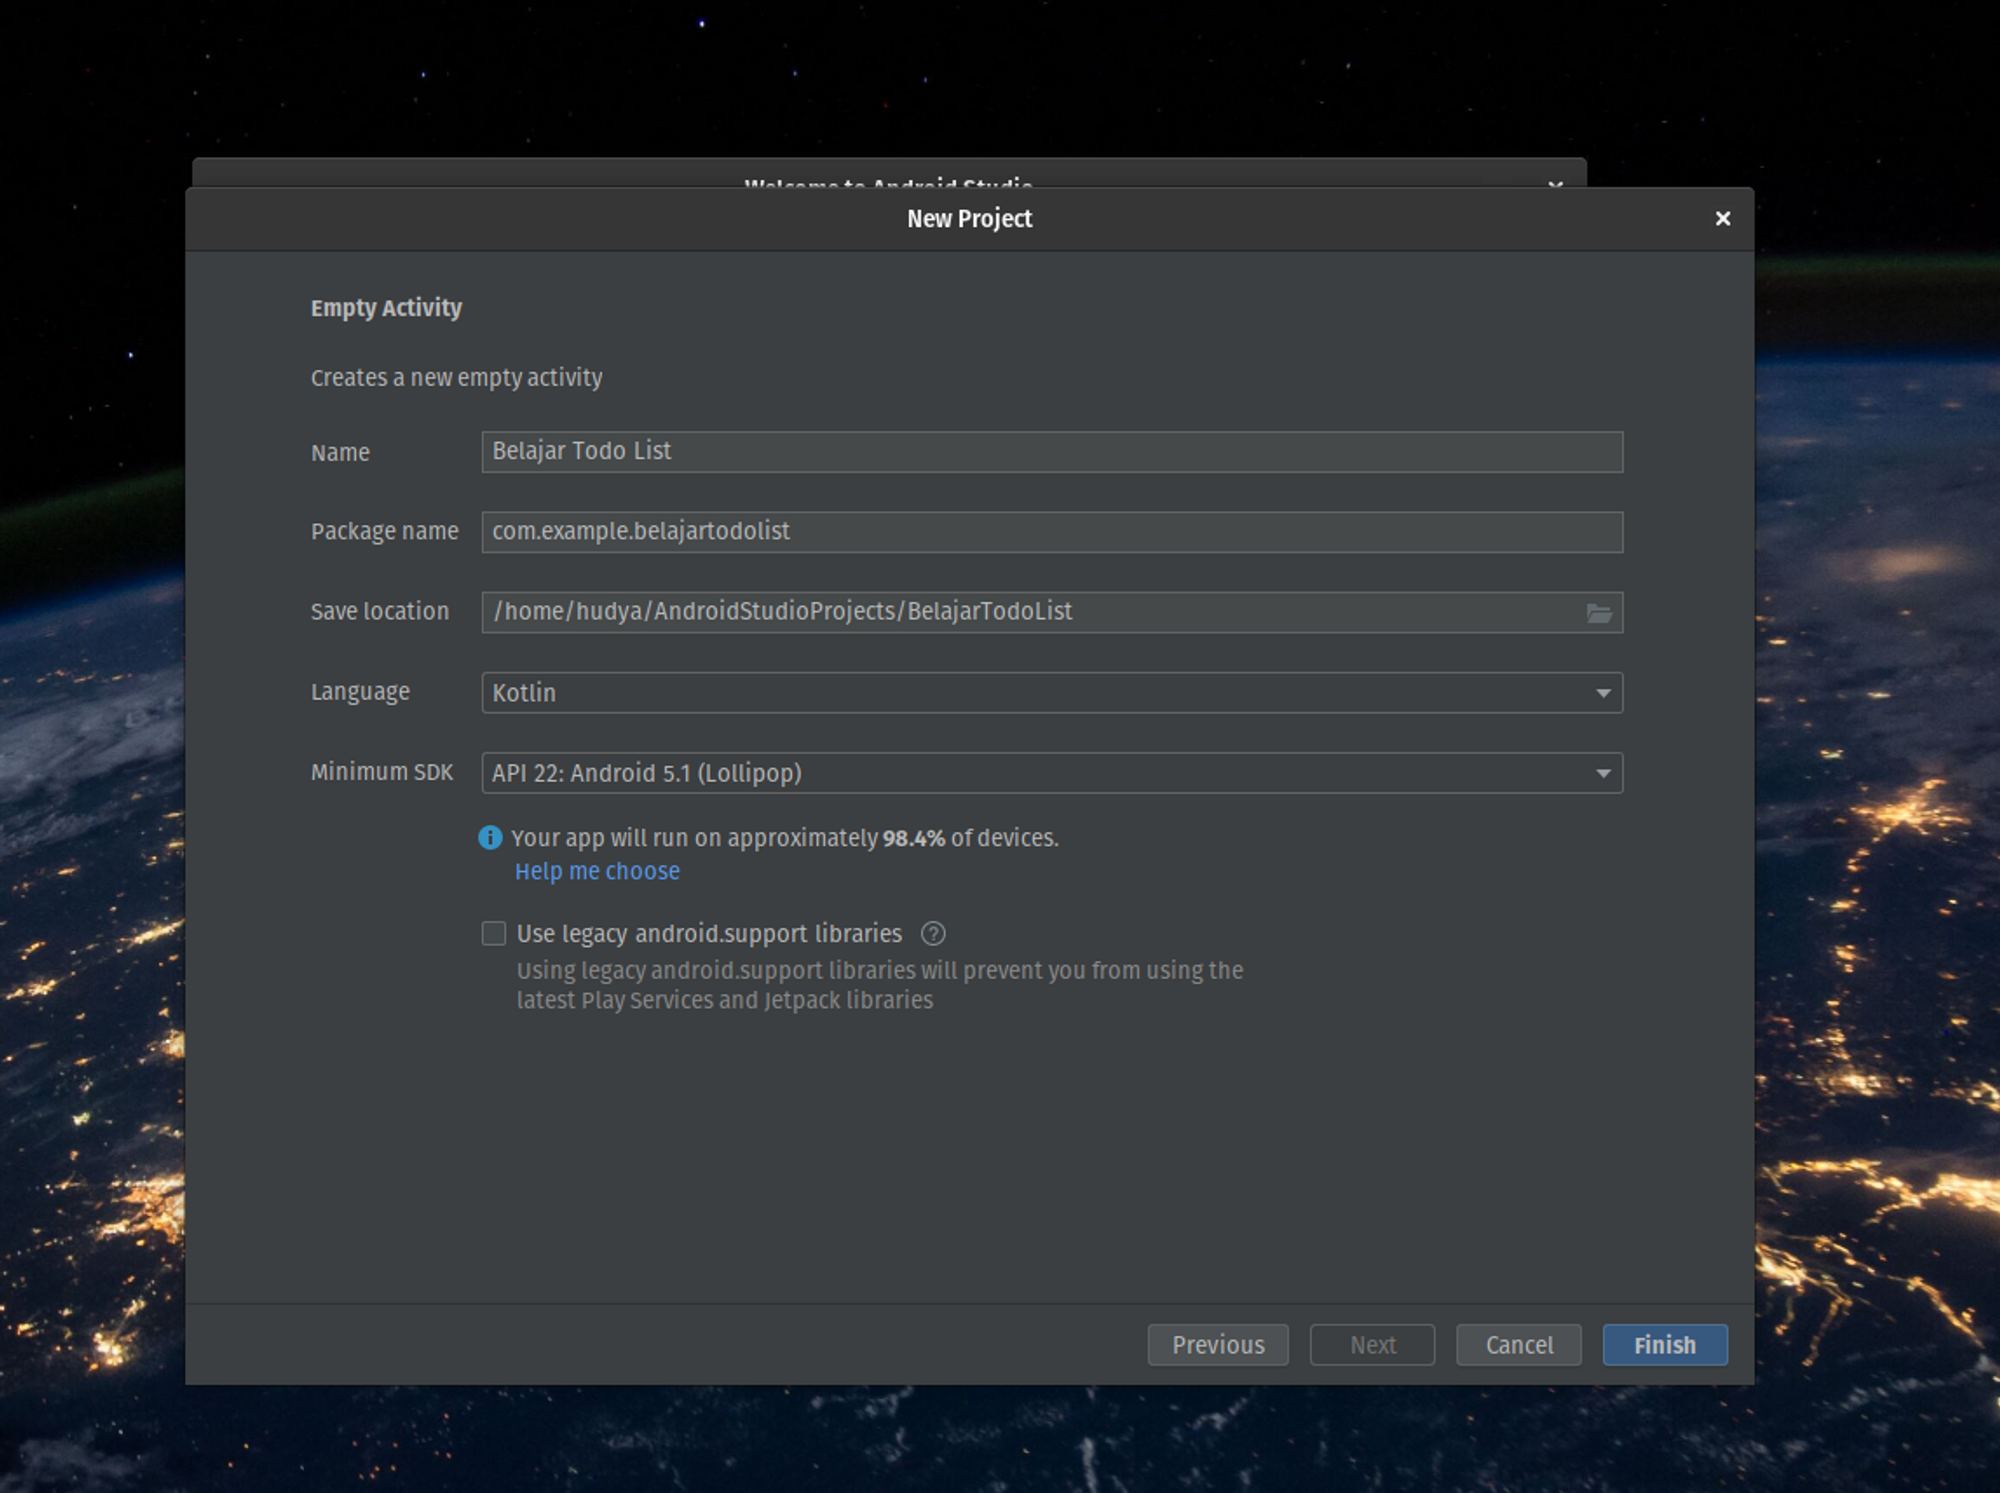 Welcome to Android Studio
New Project
Empty Activity
Creates a new empty activity
Name Belajar Todo List
Package name com.example.belajartodolist
Save location /home/hudya/AndroidStudioProjects/BelajarTodoList
Language Kotlin
Minimum SDK API 22: Android 5.1 (Lollipop)
Your app will run on approximately 98.4% of devices.
Help me choose
Use legacy android.support libraries
Using legacy android.support libraries will prevent you from using the
latest Play Services and Jetpack libraries
Previous Next Cancel Finish